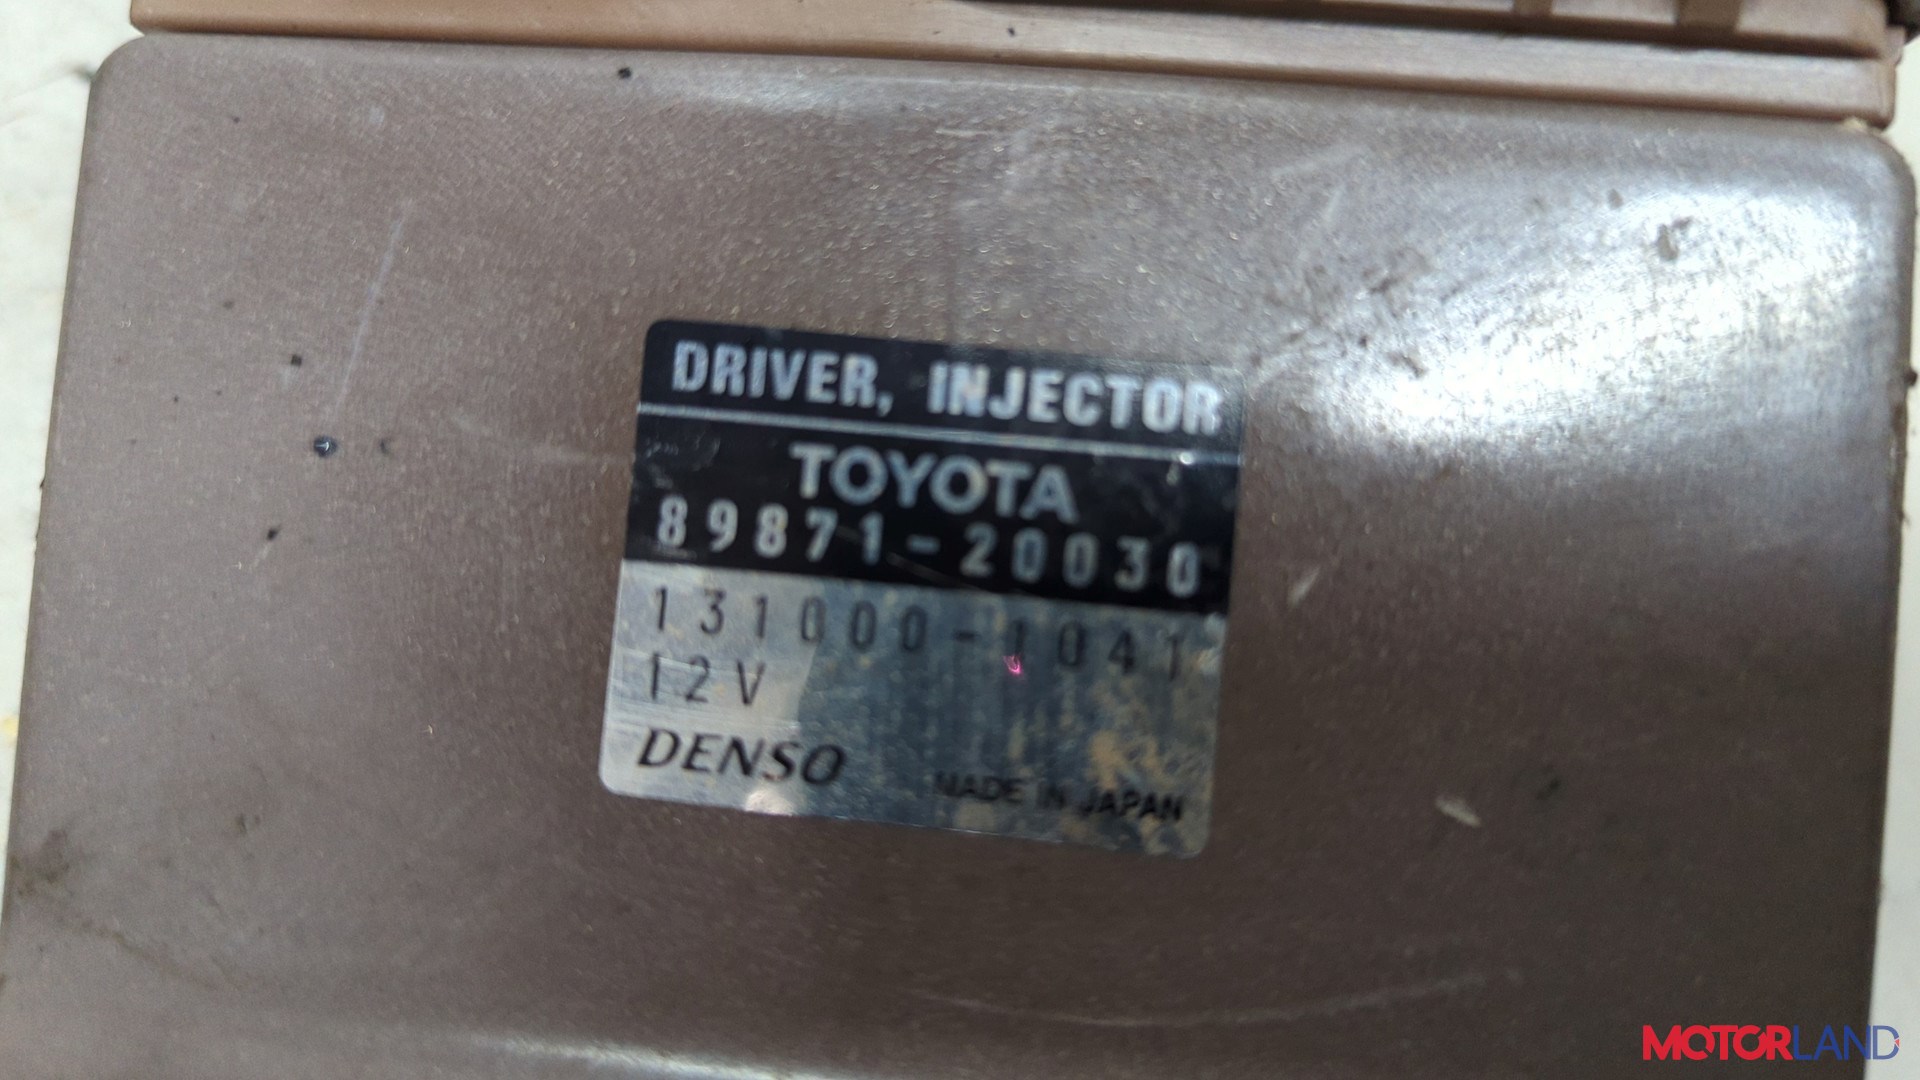 DRIVER, INJECTOR
TOYOTA
89871-20030
131000-1041
12V
DENSO
MADE IN JAPAN
MOTORLAND